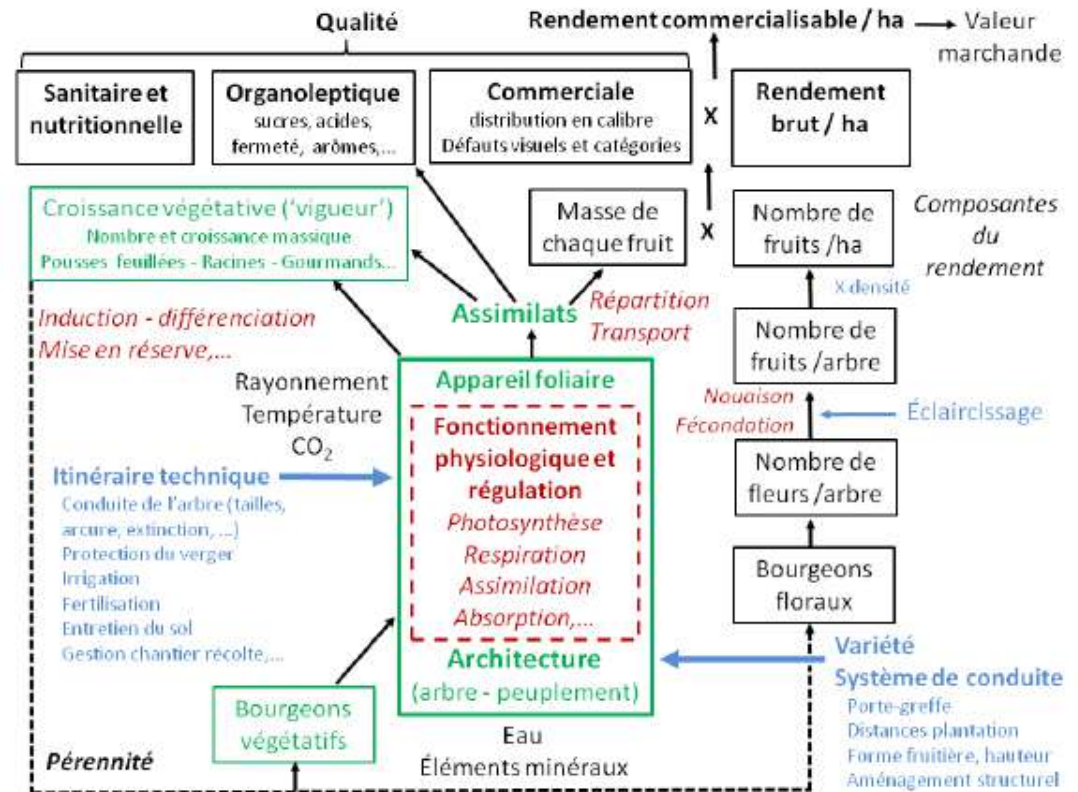 Qualité
Rendement commercialisable / ha
Valeur
marchande
Sanitaire et
nutritionnelle
Organoleptique
sucres, acides,
fermeté, arômes,...
Commerciale
distribution en calibre
Défauts visuels et catégories
X
Rendement
brut / ha
Croissance végétative ('vigueur')
Nombre et croissance massique
Pousses feuillées - Racines - Gourmands...
Masse de
chaque fruit
X
Nombre de
fruits /ha
Composantes
du
rendement
X densité
Induction - différenciation
Mise en réserve,...
Assimilats
Répartition
Transport
Nombre de
fruits /arbre
Rayonnement
Température
CO₂
Appareil foliaire
Fonctionnement
physiologique et
régulation
Photosynthèse
Respiration
Assimilation
Absorption,...
Architecture
(arbre - peuplement)
Nouaison
Fécondation
Éclaircissage
Nombre de
fleurs /arbre
Itinéraire technique
Conduite de l'arbre (tailles,
arcure, extinction, ...)
Protection du verger
Irrigation
Fertilisation
Entretien du sol
Gestion chantier récolte,...
Bourgeons
floraux
Variété
Système de conduite
Porte-greffe
Distances plantation
Forme fruitière, hauteur
Aménagement structurel
Bourgeons
végétatifs
Pérennité
Eau
Éléments minéraux